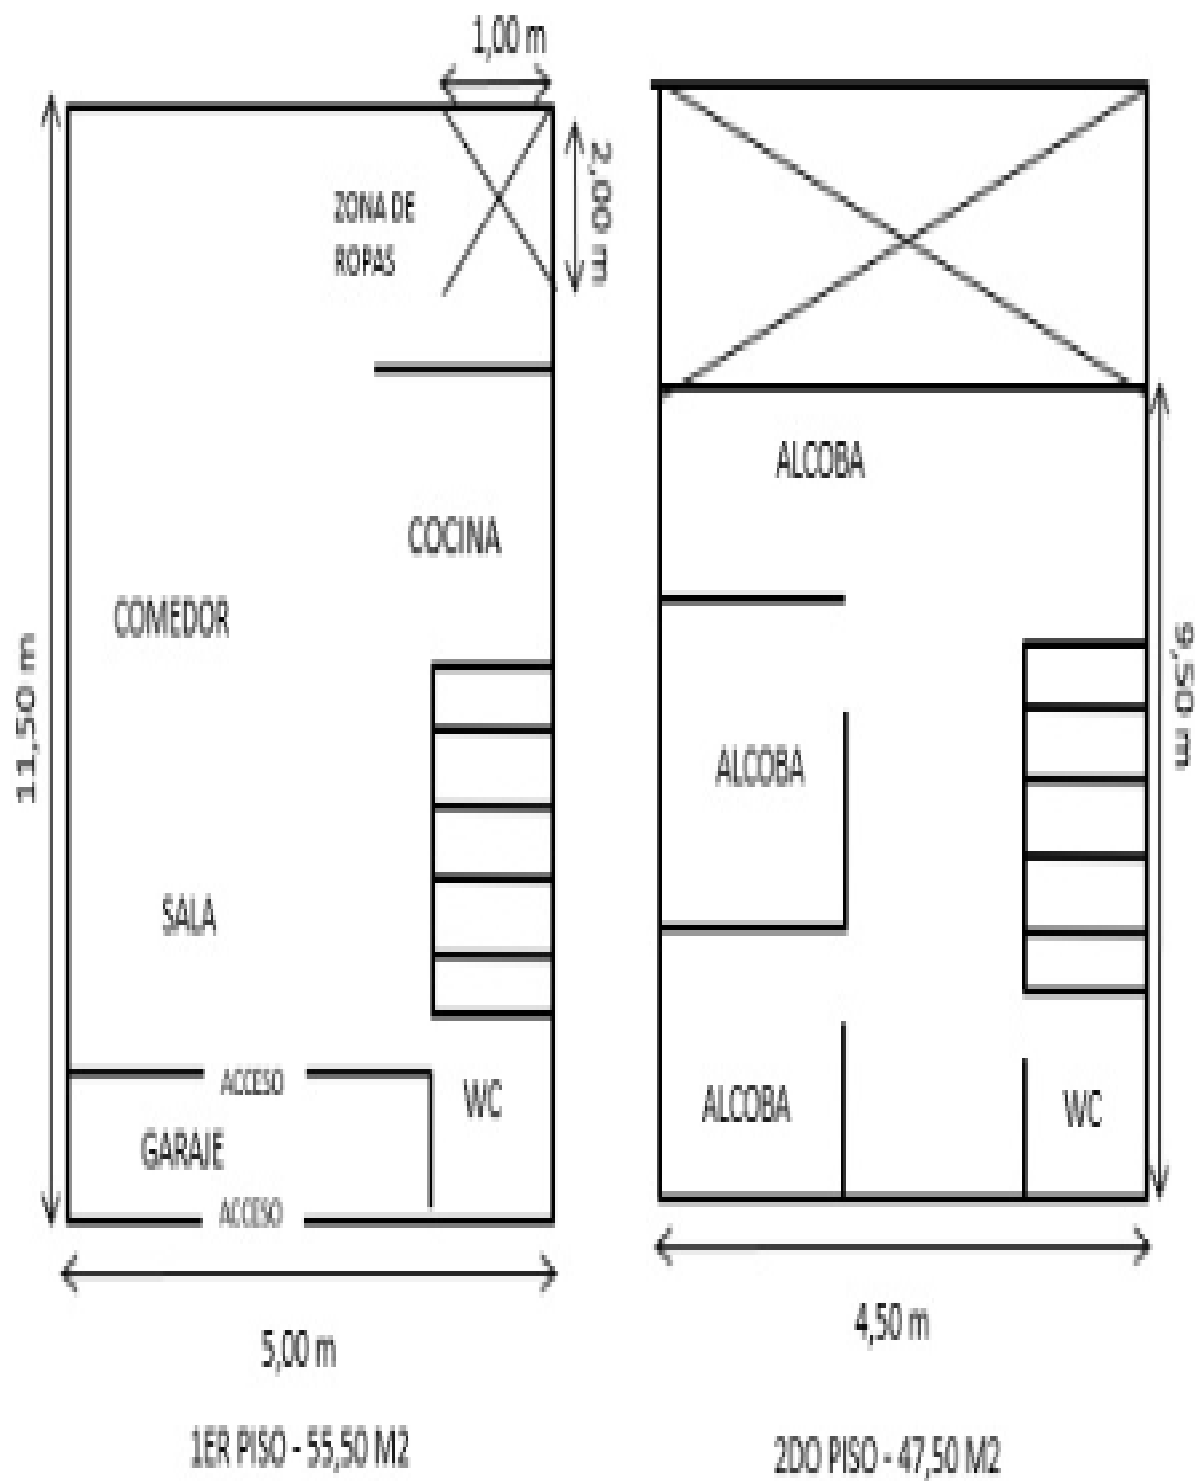 1,00 m
2,00 m
ZONA DE
ROPAS
COCINA
COMEDOR
11,50 m
SALA
ACCESO
WC
GARAJE
ACCESO
5,00 m
1ER PISO - 55,50 M2
ALCOBA
ALCOBA
9,50 m
ALCOBA
WC
4,50 m
2DO PISO - 47,50 M2